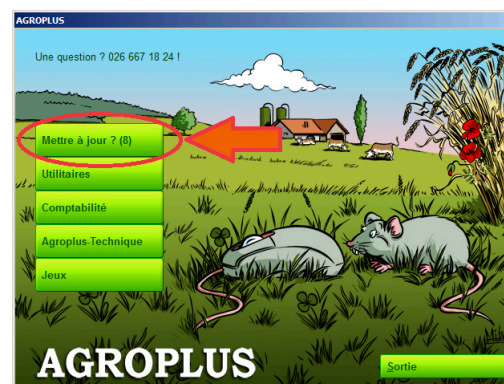 AGROPLUS
Une question ? 026 667 18 24 !
Mettre à jour ? (8)
Utilitaires
Comptabilité
Agroplus-Technique
Jeux
AGROPLUS
Sortie